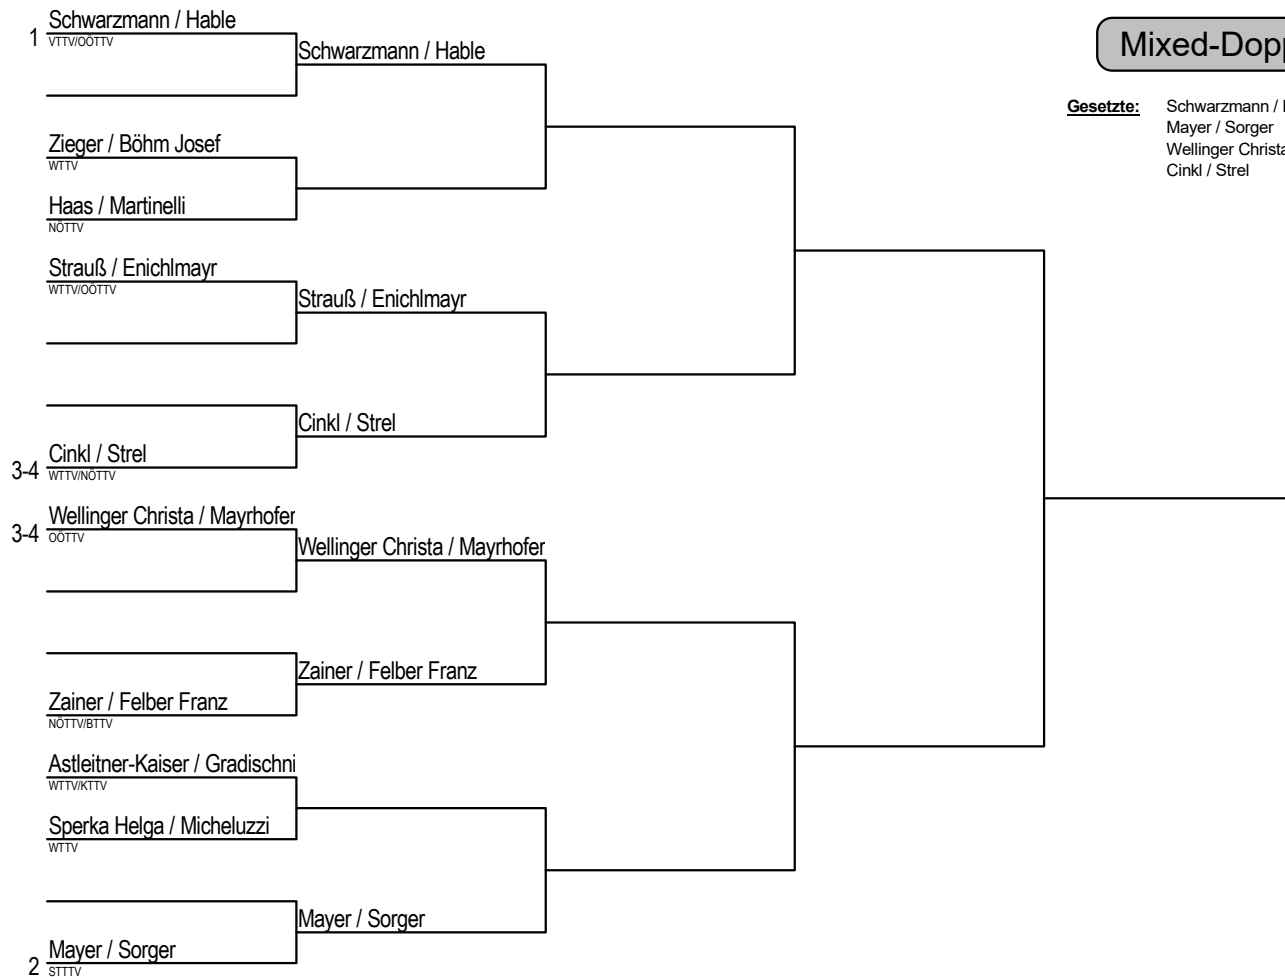 Mixed-Dopp
Gesetzte: Schwarzmann /
Mayer / Sorger
Wellinger Christa
Cinkl / Strel
1 Schwarzmann / Hable
VTTV/OÖTTV
Schwarzmann / Hable
Zieger / Böhm Josef
WTTV
Haas / Martinelli
NÖTTV
Strauß / Enichlmayr
WTTV/OÖTTV
Strauß / Enichlmayr
Cinkl / Strel
3-4 Cinkl / Strel
WTTV/NÖTTV
3-4 Wellinger Christa / Mayrhofer
OÖTTV
Wellinger Christa / Mayrhofer
Zainer / Felber Franz
Zainer / Felber Franz
NÖTTV/BTTV
Astleitner-Kaiser / Gradischni
WTTV/KTTV
Sperka Helga / Micheluzzi
WTTV
Mayer / Sorger
2 Mayer / Sorger
STTTV